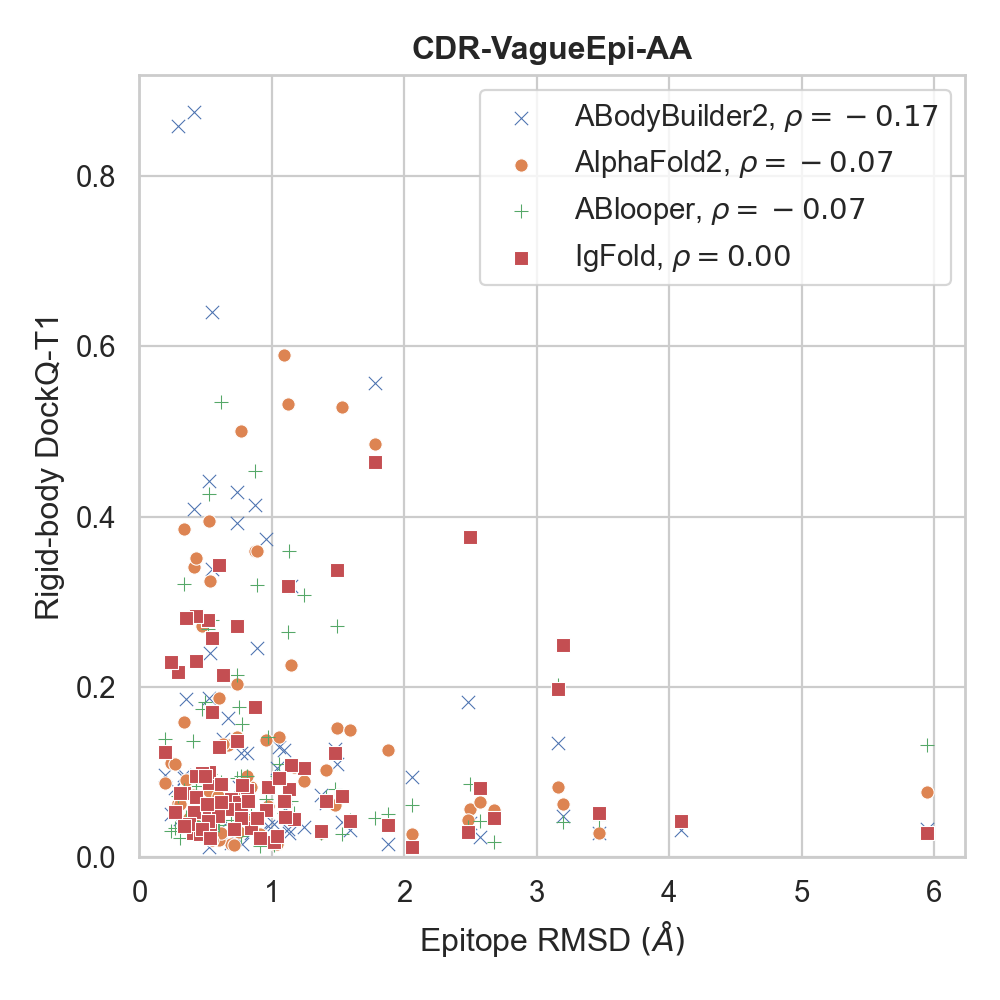 CDR-VagueEpi-AA
ABodyBuilder2, ρ = −0.17
AlphaFold2, ρ = −0.07
ABlooper, ρ = −0.07
IgFold, ρ = 0.00
Rigid-body DockQ-T1
0.8
0.6
0.4
0.2
0.0
0 1 2 3 4 5 6
Epitope RMSD (Å)